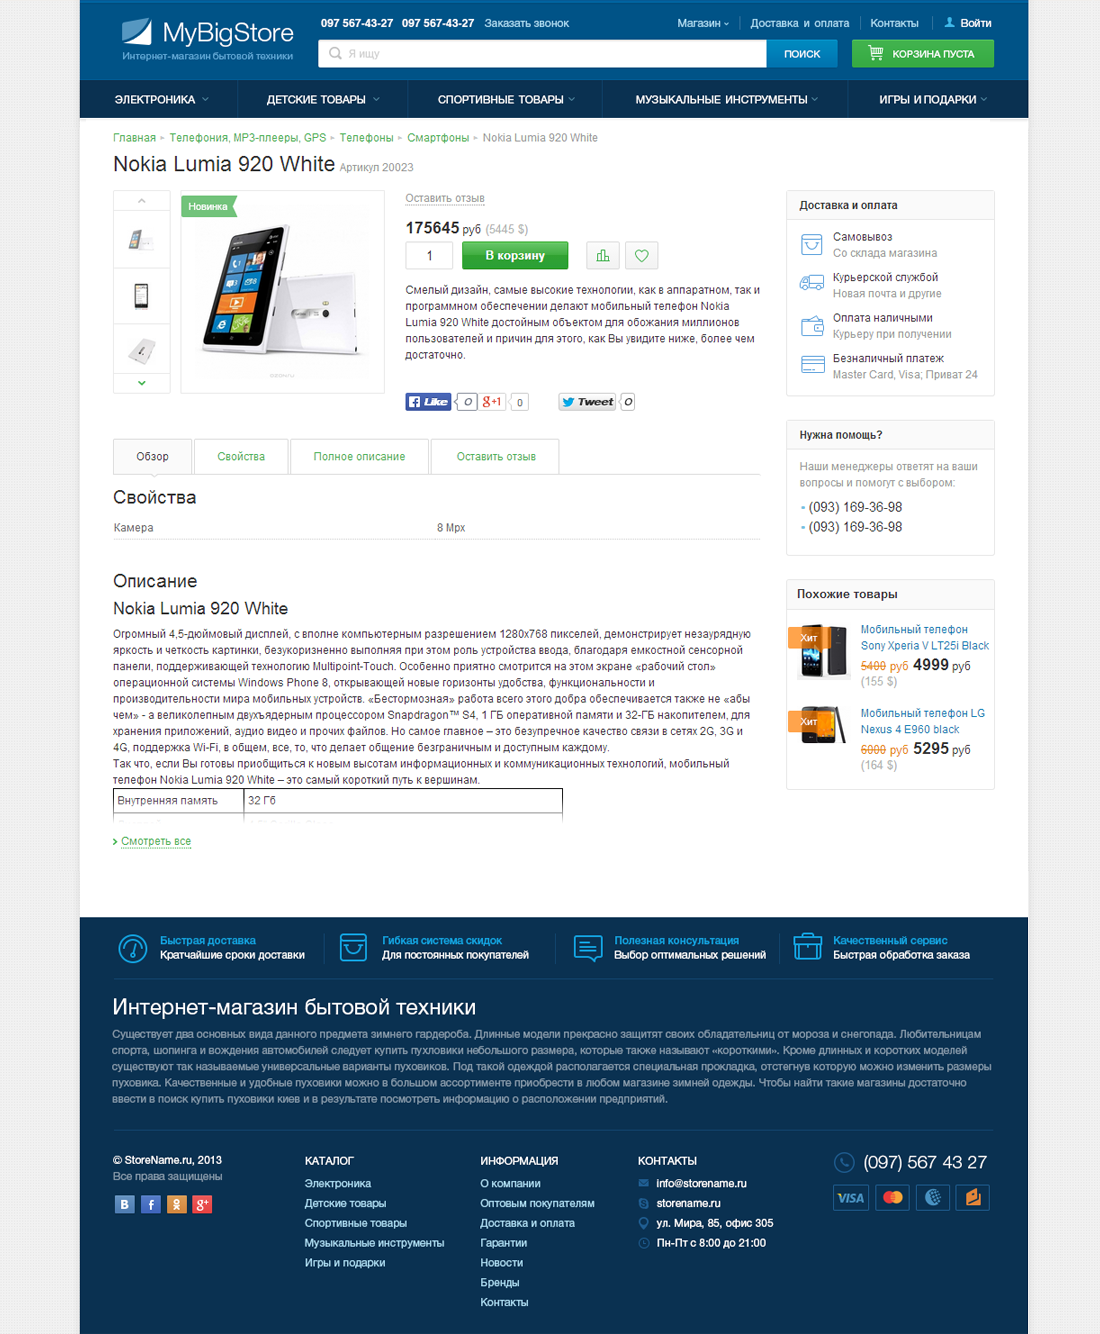 MyBigStore
Интернет-магазин бытовой техники
097 567-43-27 097 567-43-27 Заказать звонок
Магазин Доставка и оплата Контакты Войти
Я ищу
ПОИСК
КОРЗИНА ПУСТА
ЭЛЕКТРОНИКА ДЕТСКИЕ ТОВАРЫ СПОРТИВНЫЕ ТОВАРЫ МУЗЫКАЛЬНЫЕ ИНСТРУМЕНТЫ ИГРЫ И ПОДАРКИ
Главная ▸ Телефония, MP3-плееры, GPS ▸ Телефоны ▸ Смартфоны ▸ Nokia Lumia 920 White
Nokia Lumia 920 White Артикул 20023
Новинка
Оставить отзыв
175645 руб (5445 $)
1
В корзину
Смелый дизайн, самые высокие технологии, как в аппаратном, так и
программном обеспечении делают мобильный телефон Nokia
Lumia 920 White достойным объектом для обожания миллионов
пользователей и причин для этого, как Вы увидите ниже, более чем
достаточно.
Like 0 g+1 0 Tweet 0
Доставка и оплата
Самовывоз
Со склада магазина
Курьерской службой
Новая почта и другие
Оплата наличными
Курьеру при получении
Безналичный платеж
Master Card, Visa; Приват 24
Обзор Свойства Полное описание Оставить отзыв
Свойства
Камера 8 Mpx
Описание
Nokia Lumia 920 White
Огромный 4,5-дюймовый дисплей, с вполне компьютерным разрешением 1280x768 пикселей, демонстрирует незаурядную
яркость и четкость картинки, безукоризненно выполняя при этом роль устройства ввода, благодаря емкостной сенсорной
панели, поддерживающей технологию Multipoint-Touch. Особенно приятно смотрится на этом экране «рабочий стол»
операционной системы Windows Phone 8, открывающей новые горизонты удобства, функциональности и
производительности мира мобильных устройств. «Бестормозная» работа всего этого добра обеспечивается также не «абы
чем» - а великолепным двухъядерным процессором Snapdragon™ S4, 1 ГБ оперативной памяти и 32-ГБ накопителем, для
хранения приложений, аудио видео и прочих файлов. Но самое главное – это безупречное качество связи в сетях 2G, 3G и
4G, поддержка Wi-Fi, в общем, все, то, что делает общение безграничным и доступным каждому.
Так что, если Вы готовы приобщиться к новым высотам информационных и коммуникационных технологий, мобильный
телефон Nokia Lumia 920 White – это самый короткий путь к вершинам.
Внутренняя память 32 Гб
Смотреть все
Нужна помощь?
Наши менеджеры ответят на ваши
вопросы и помогут с выбором:
(093) 169-36-98
(093) 169-36-98
Похожие товары
Хит
Мобильный телефон
Sony Xperia V LT25i Black
5400 руб 4999 руб
(155 $)
Хит
Мобильный телефон LG
Nexus 4 E960 black
6000 руб 5295 руб
(164 $)
Быстрая доставка
Кратчайшие сроки доставки
Гибкая система скидок
Для постоянных покупателей
Полезная консультация
Выбор оптимальных решений
Качественный сервис
Быстрая обработка заказа
Интернет-магазин бытовой техники
Существует два основных вида данного предмета зимнего гардероба. Длинные модели прекрасно защитят своих обладательниц от мороза и снегопада. Любительницам
спорта, шопинга и вождения автомобилей следует купить пухловики небольшого размера, которые также называют «короткими». Кроме длинных и коротких моделей
существуют так называемые универсальные варианты пуховиков. Под такой одеждой располагается специальная прокладка, отстегнув которую можно изменить размеры
пуховика. Качественные и удобные пуховики можно в большом ассортименте приобрести в любом магазине зимней одежды. Чтобы найти такие магазины достаточно
ввести в поиск купить пуховики киев и в результате посмотреть информацию о расположении предприятий.
© StoreName.ru, 2013
Все права защищены
КАТАЛОГ
Электроника
Детские товары
Спортивные товары
Музыкальные инструменты
Игры и подарки
ИНФОРМАЦИЯ
О компании
Оптовым покупателям
Доставка и оплата
Гарантии
Новости
Бренды
Контакты
КОНТАКТЫ
info@storename.ru
storename.ru
ул. Мира, 85, офис 305
Пн-Пт с 8:00 до 21:00
(097) 567 43 27
VISA